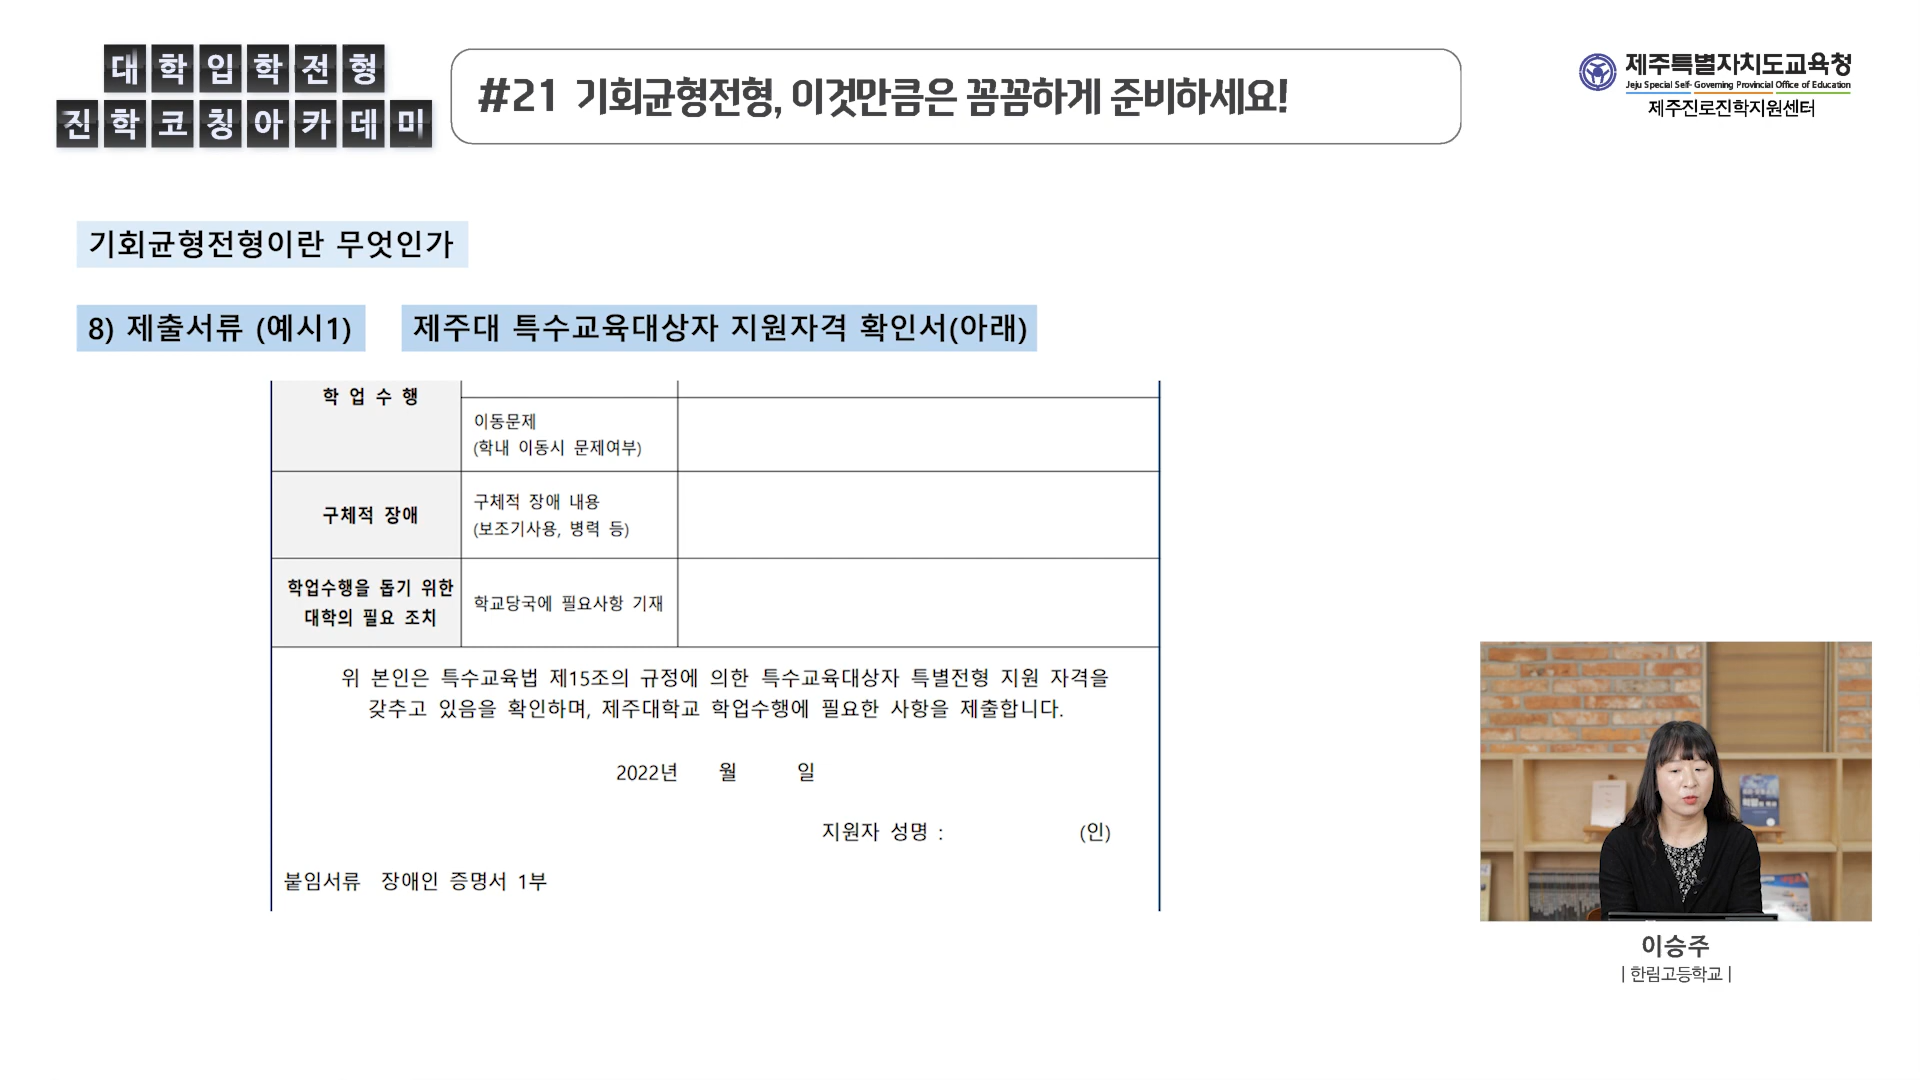 대학입학전형
진학코칭아카데미
#21 기회균형전형, 이것만큼은 꼼꼼하게 준비하세요!
제주특별자치도교육청
Jeju Special Self- Governing Provincial Office of Education
제주진로진학지원센터
기회균형전형이란 무엇인가
8) 제출서류 (예시1)
제주대 특수교육대상자 지원자격 확인서(아래)
학 업 수 행
이동문제
(학내 이동시 문제여부)
구체적 장애
구체적 장애 내용
(보조기사용, 병력 등)
학업수행을 돕기 위한
대학의 필요 조치
학교당국에 필요사항 기재
위 본인은 특수교육법 제15조의 규정에 의한 특수교육대상자 특별전형 지원 자격을
갖추고 있음을 확인하며, 제주대학교 학업수행에 필요한 사항을 제출합니다.
2022년 월 일
지원자 성명 : (인)
붙임서류 장애인 증명서 1부
이승주
| 한림고등학교 |